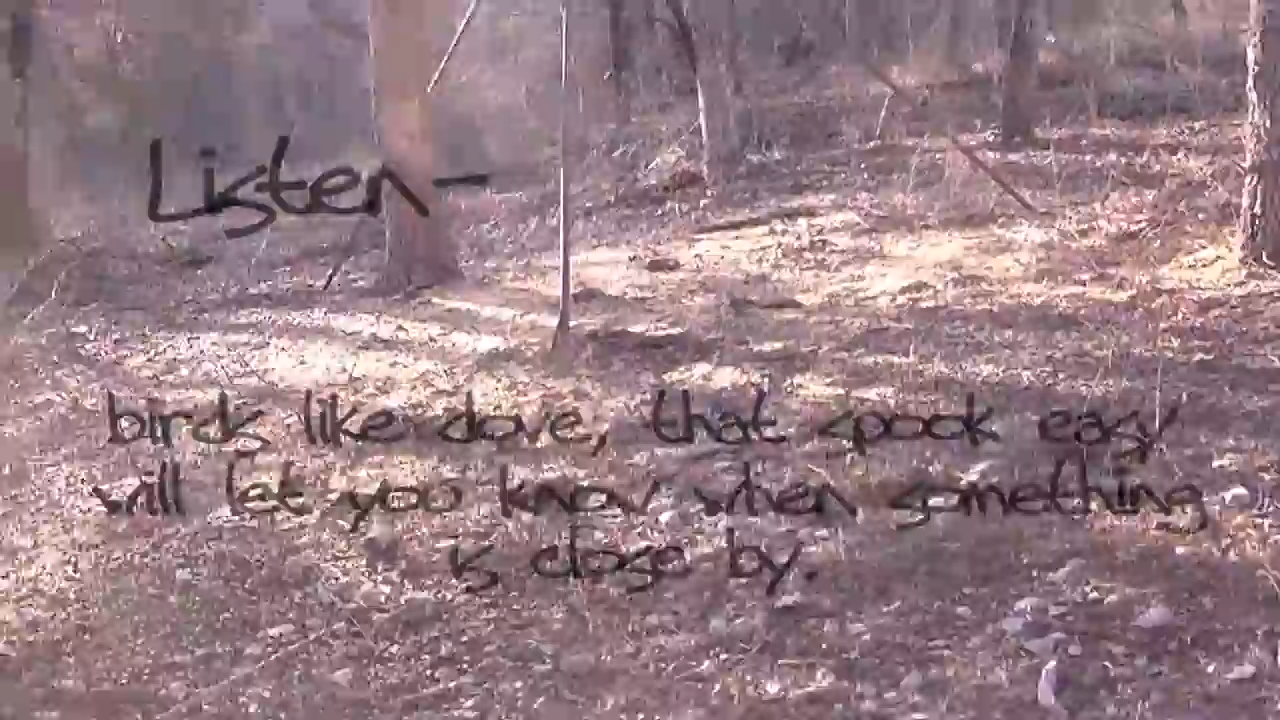 Listen-
birds like dove, that spook easy
will let you know when something
is close by.